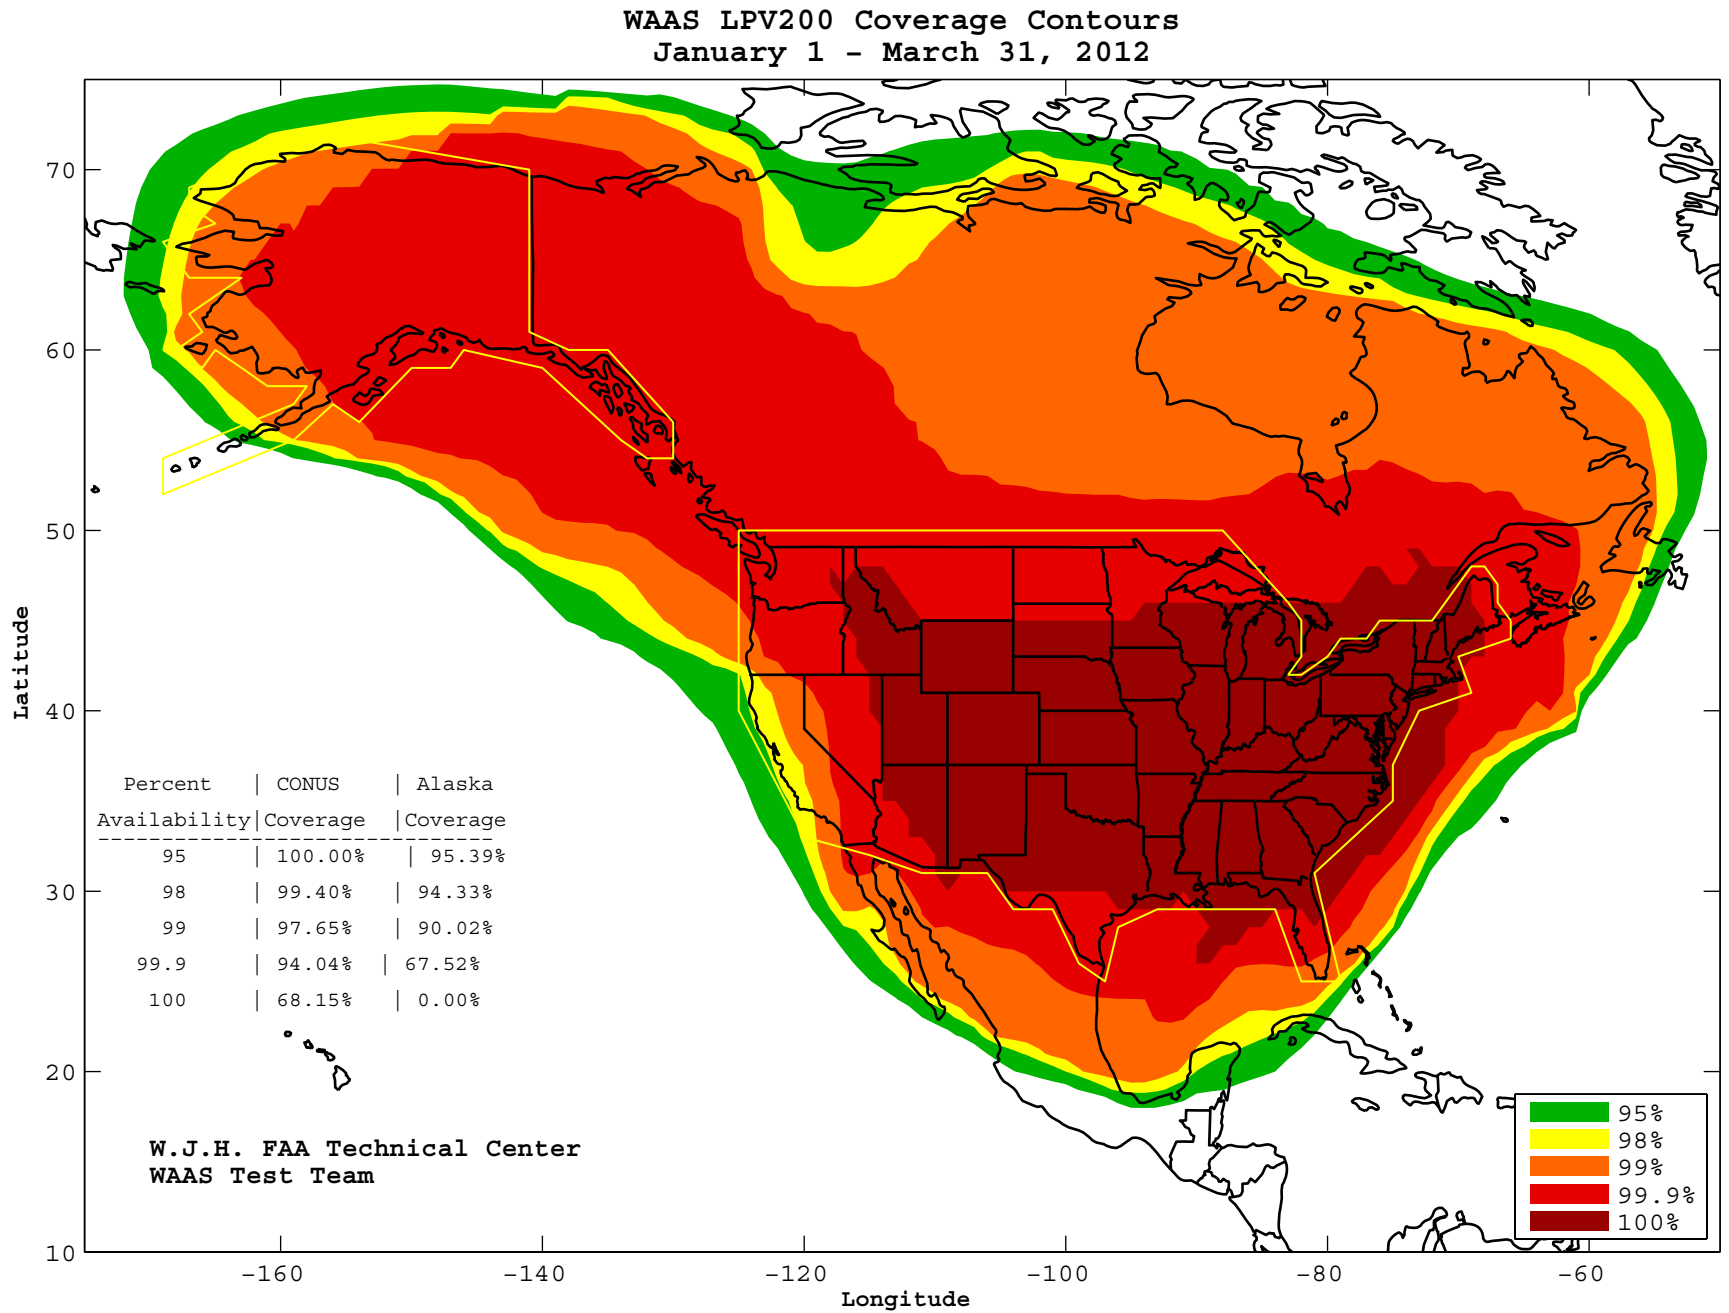 WAAS LPV200 Coverage Contours
January 1 - March 31, 2012
70
60
50
40
30
20
10
Latitude
Percent | CONUS | Alaska
Availability|Coverage |Coverage
-------------------------------
95 | 100.00% | 95.39%
98 | 99.40% | 94.33%
99 | 97.65% | 90.02%
99.9 | 94.04% | 67.52%
100 | 68.15% | 0.00%
W.J.H. FAA Technical Center
WAAS Test Team
95%
98%
99%
99.9%
100%
-160 -140 -120 -100 -80 -60
Longitude